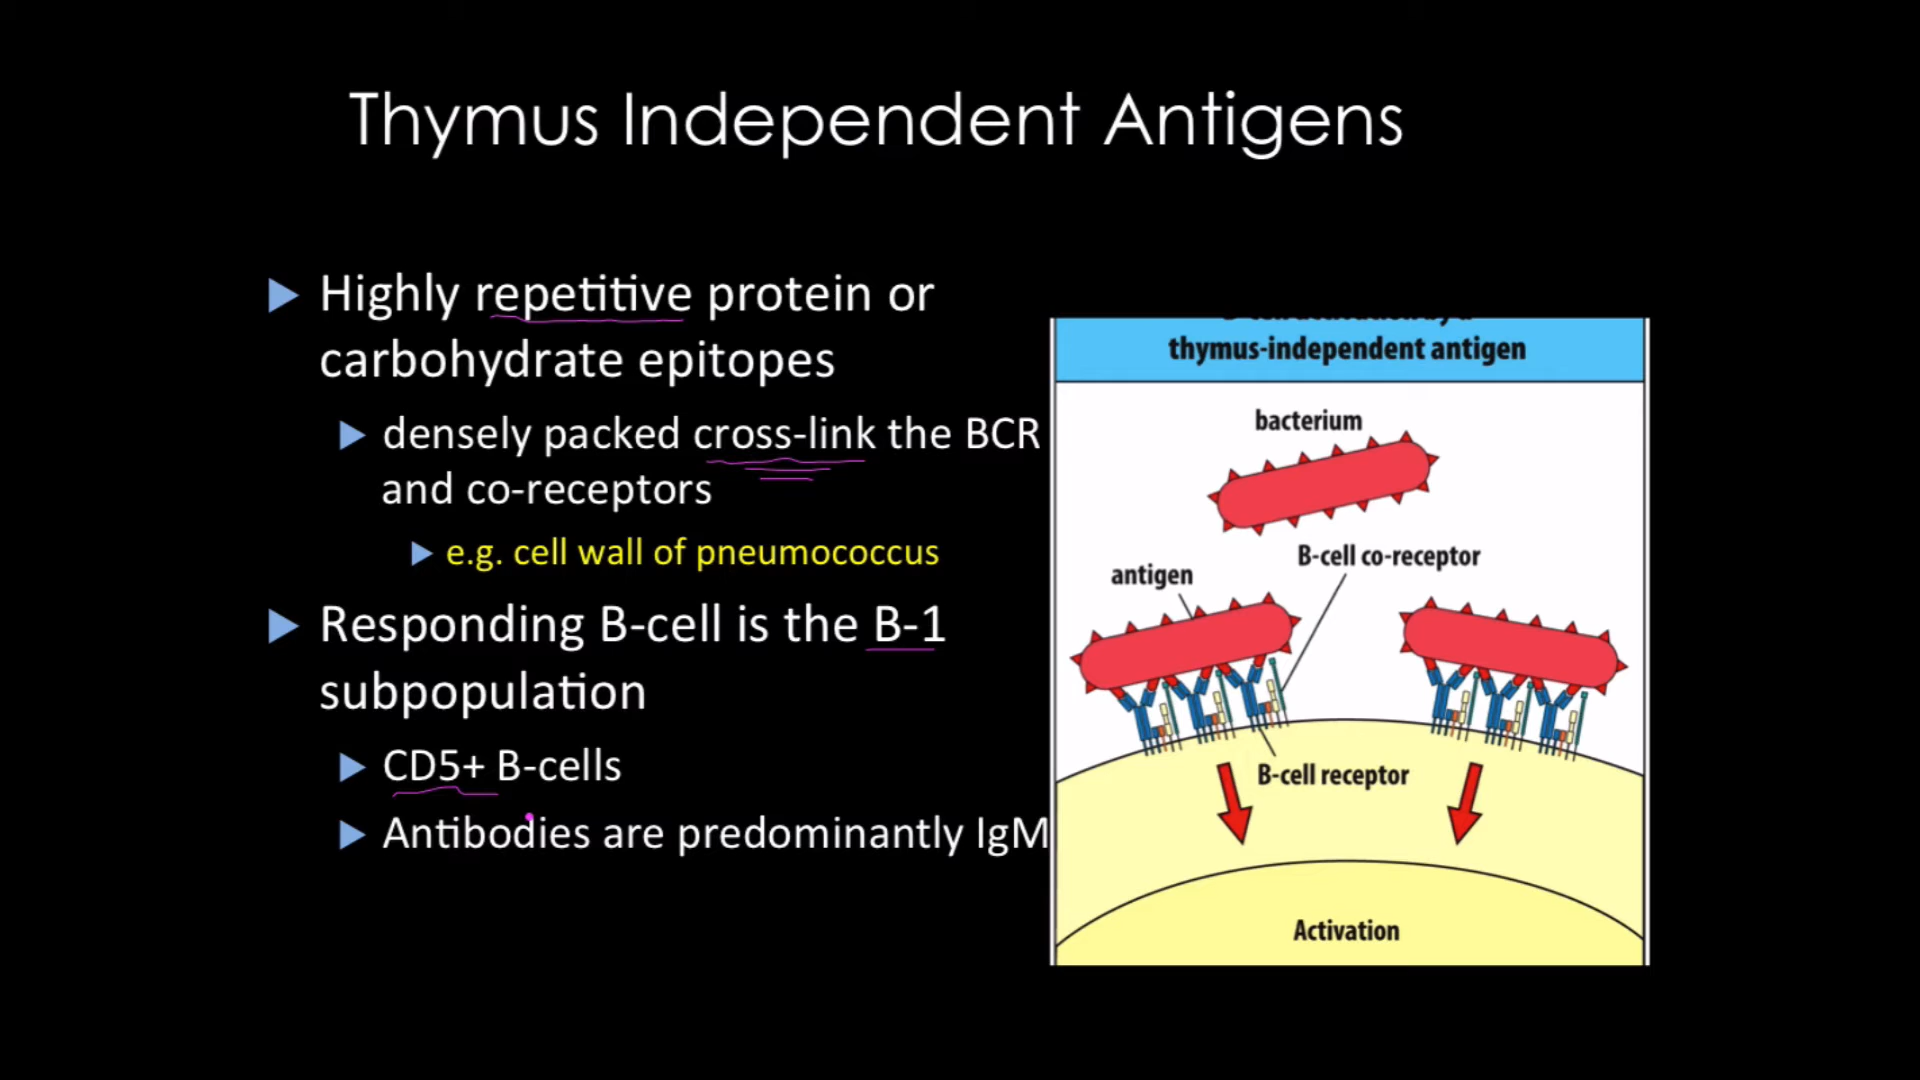 Thymus Independent Antigens
Highly repetitive protein or
carbohydrate epitopes
densely packed cross-link the BCR
and co-receptors
e.g. cell wall of pneumococcus
Responding B-cell is the B-1
subpopulation
CD5+ B-cells
Antibodies are predominantly IgM
thymus-independent antigen
bacterium
B-cell co-receptor
antigen
B-cell receptor
Activation